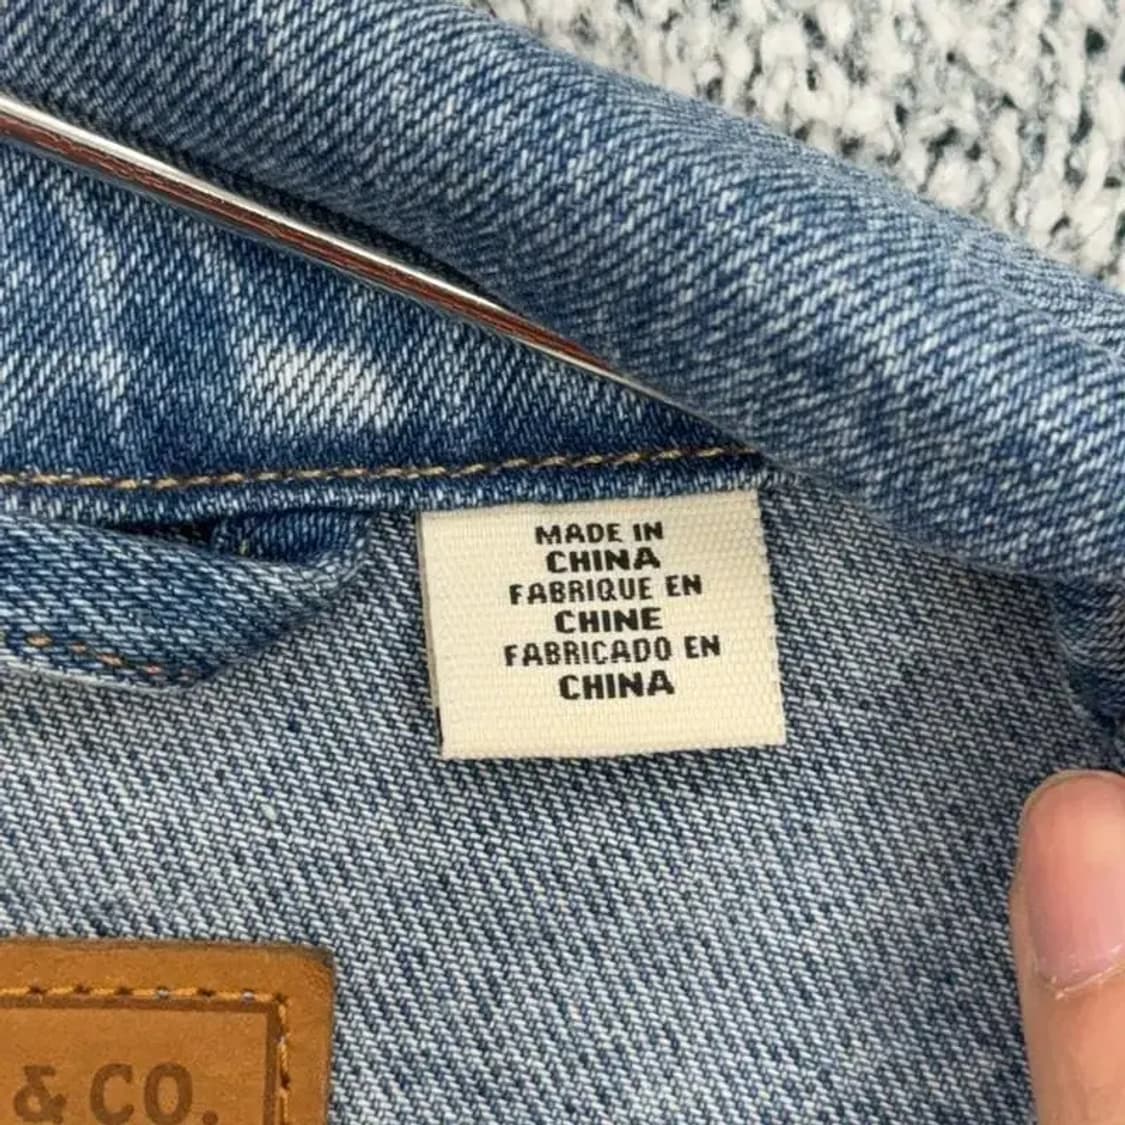 MADE IN
CHINA
FABRIQUE EN
CHINE
FABRICADO EN
CHINA
& CO.